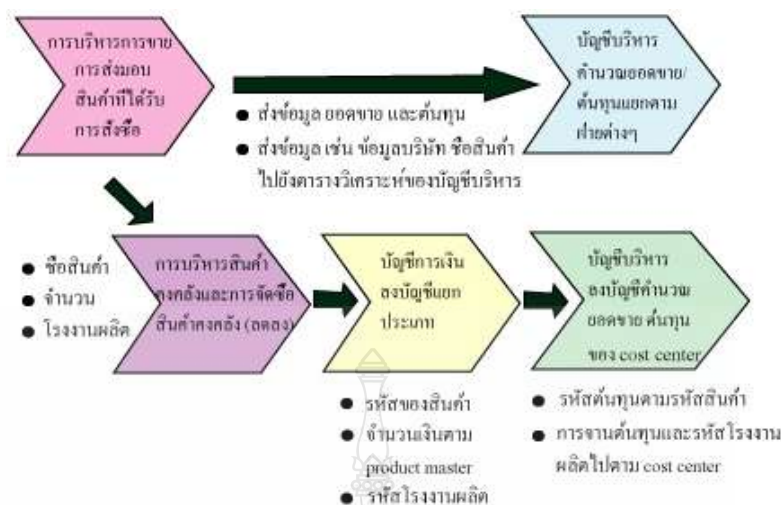 การบริหารการขาย
การส่งมอบ
สินค้าที่ได้รับ
การสั่งซื้อ
บัญชีบริหาร
คำนวณยอดขาย/
ต้นทุนแยกตาม
ฝ่ายต่างๆ
● ส่งข้อมูล ยอดขาย และต้นทุน
● ส่งข้อมูล เช่น ข้อมูลบริษัท ชื่อสินค้า
ไปยังตารางวิเคราะห์ของบัญชีบริหาร
● ชื่อสินค้า
● จำนวน
● โรงงานผลิต
การบริหารสินค้า
คงคลังและการจัดซื้อ
สินค้าคงคลัง (ลดลง)
บัญชีการเงิน
ลงบัญชีแยก
ประเภท
บัญชีบริหาร
ลงบัญชีคำนวณ
ยอดขาย ต้นทุน
ของ cost center
● รหัสของสินค้า
● จำนวนเงินตาม
product master
● รหัสโรงงานผลิต
● รหัสต้นทุนตามรหัสสินค้า
● การจานต้นทุนและรหัสโรงงาน
ผลิตไปตาม cost center